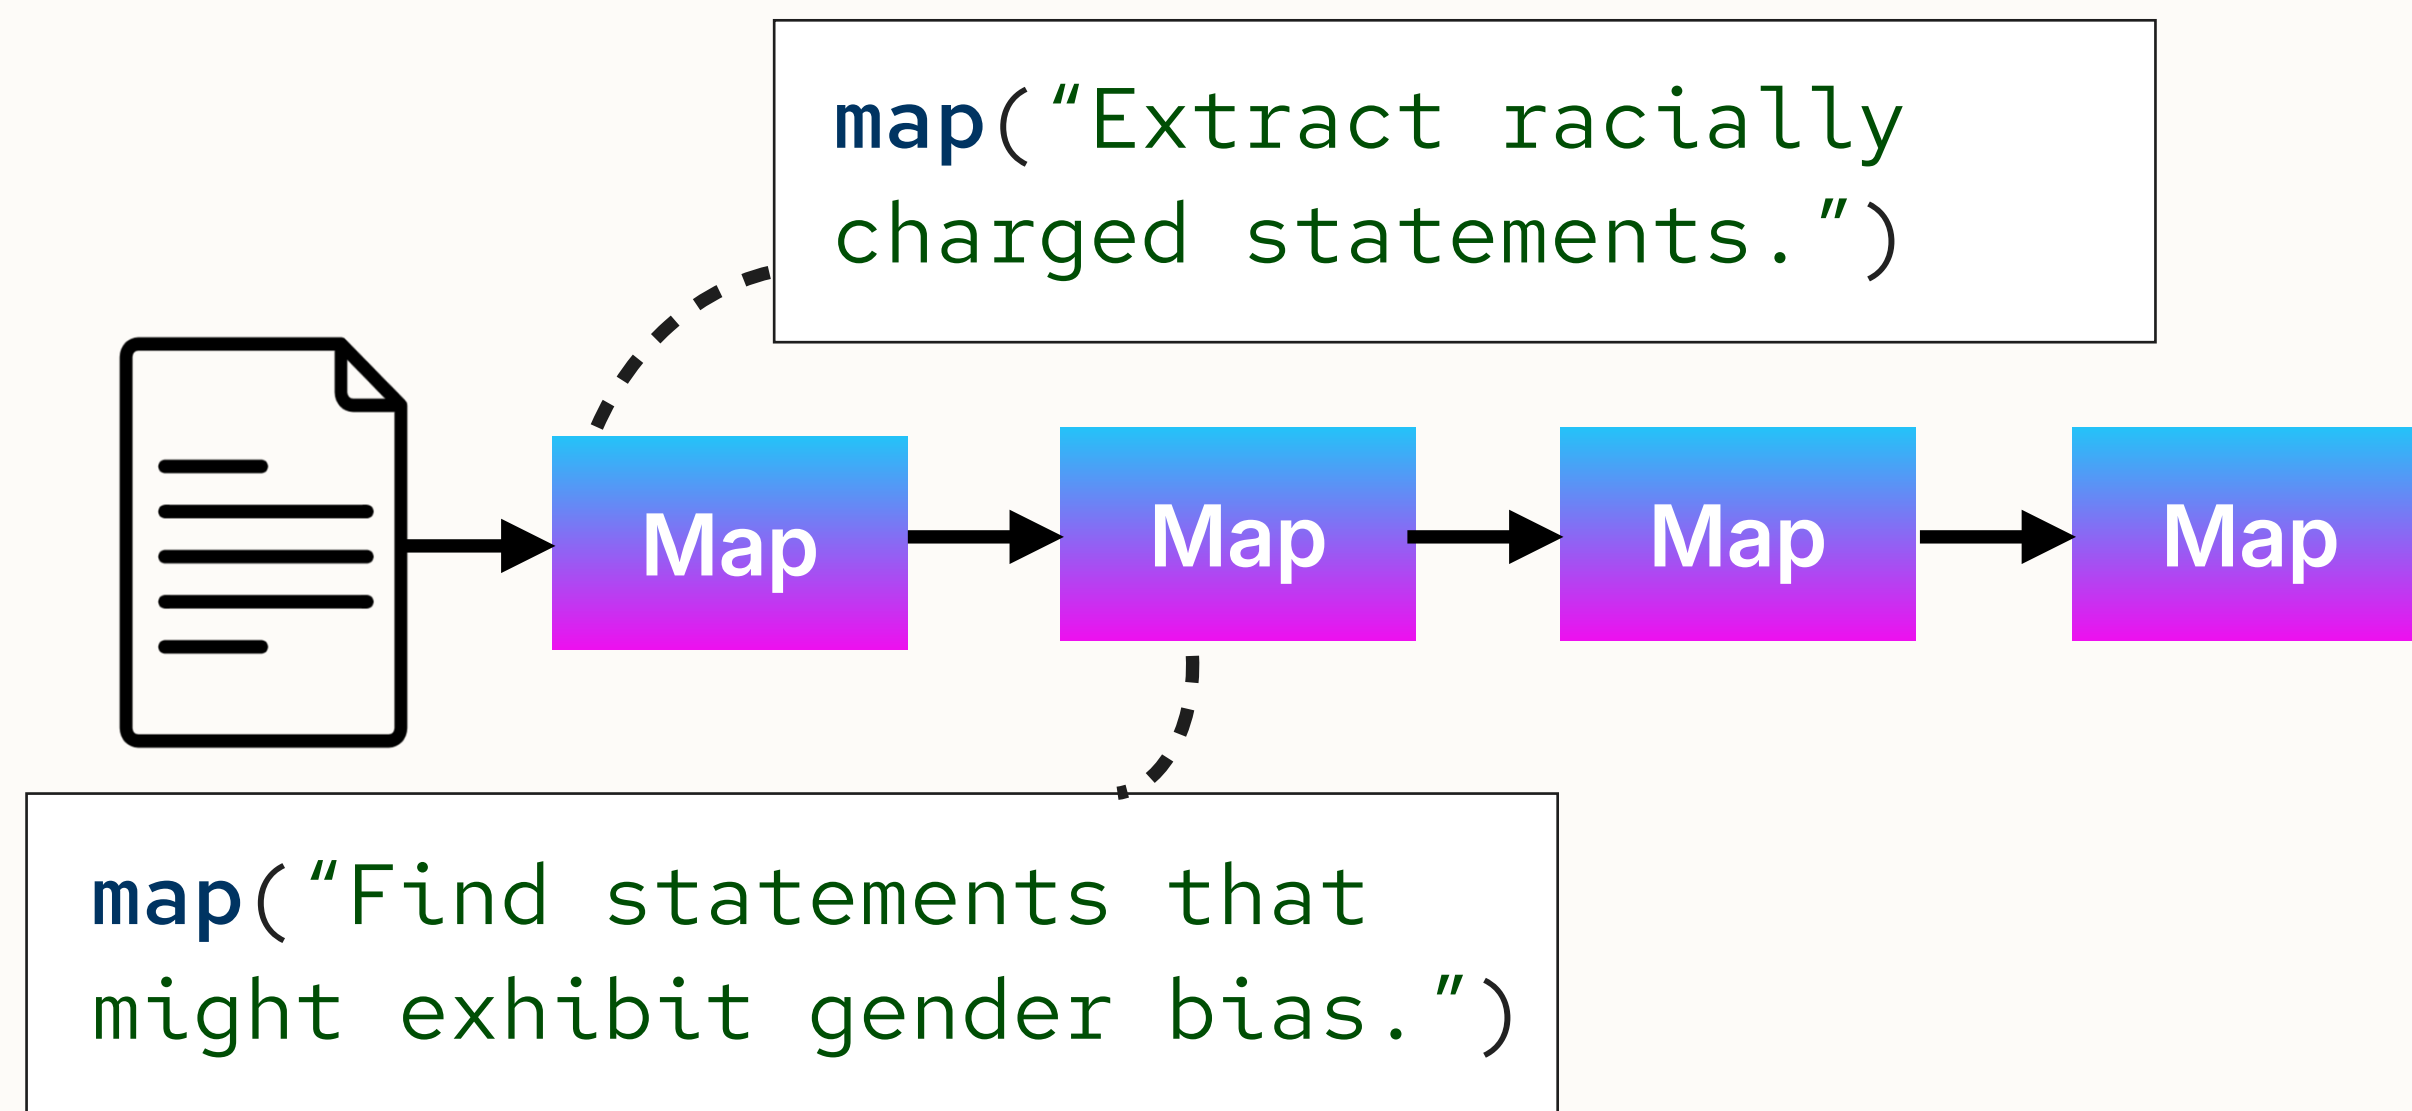 map(“Extract racially
charged statements.”)
Map
Map
Map
Map
map(“Find statements that
might exhibit gender bias.”)